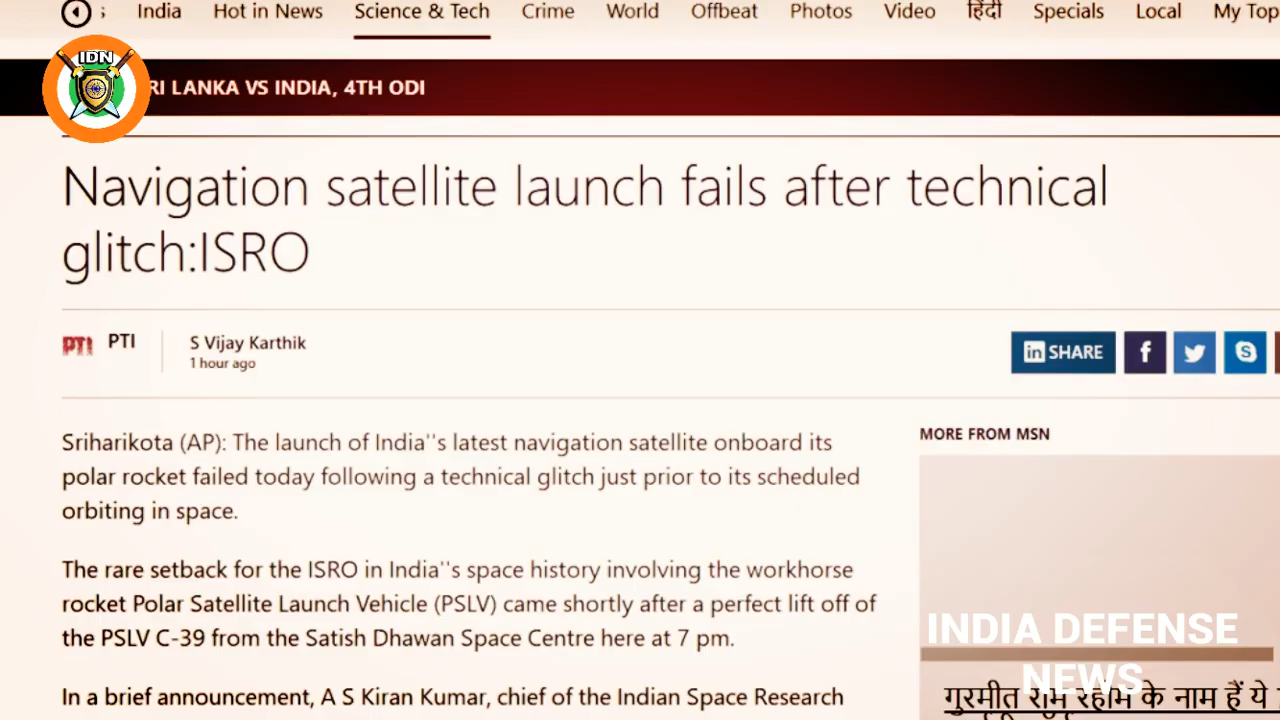 India Hot in News Science & Tech Crime World Offbeat Photos Video हिंदी Specials Local My Top
IDN
RI LANKA VS INDIA, 4TH ODI
Navigation satellite launch fails after technical
glitch:ISRO
PTI PTI S Vijay Karthik
1 hour ago
in SHARE f
Sriharikota (AP): The launch of India''s latest navigation satellite onboard its
polar rocket failed today following a technical glitch just prior to its scheduled
orbiting in space.
The rare setback for the ISRO in India''s space history involving the workhorse
rocket Polar Satellite Launch Vehicle (PSLV) came shortly after a perfect lift off of
the PSLV C-39 from the Satish Dhawan Space Centre here at 7 pm.
In a brief announcement, A S Kiran Kumar, chief of the Indian Space Research
MORE FROM MSN
INDIA DEFENSE
NEWS
गुरमीत राम रहीम के नाम हैं ये